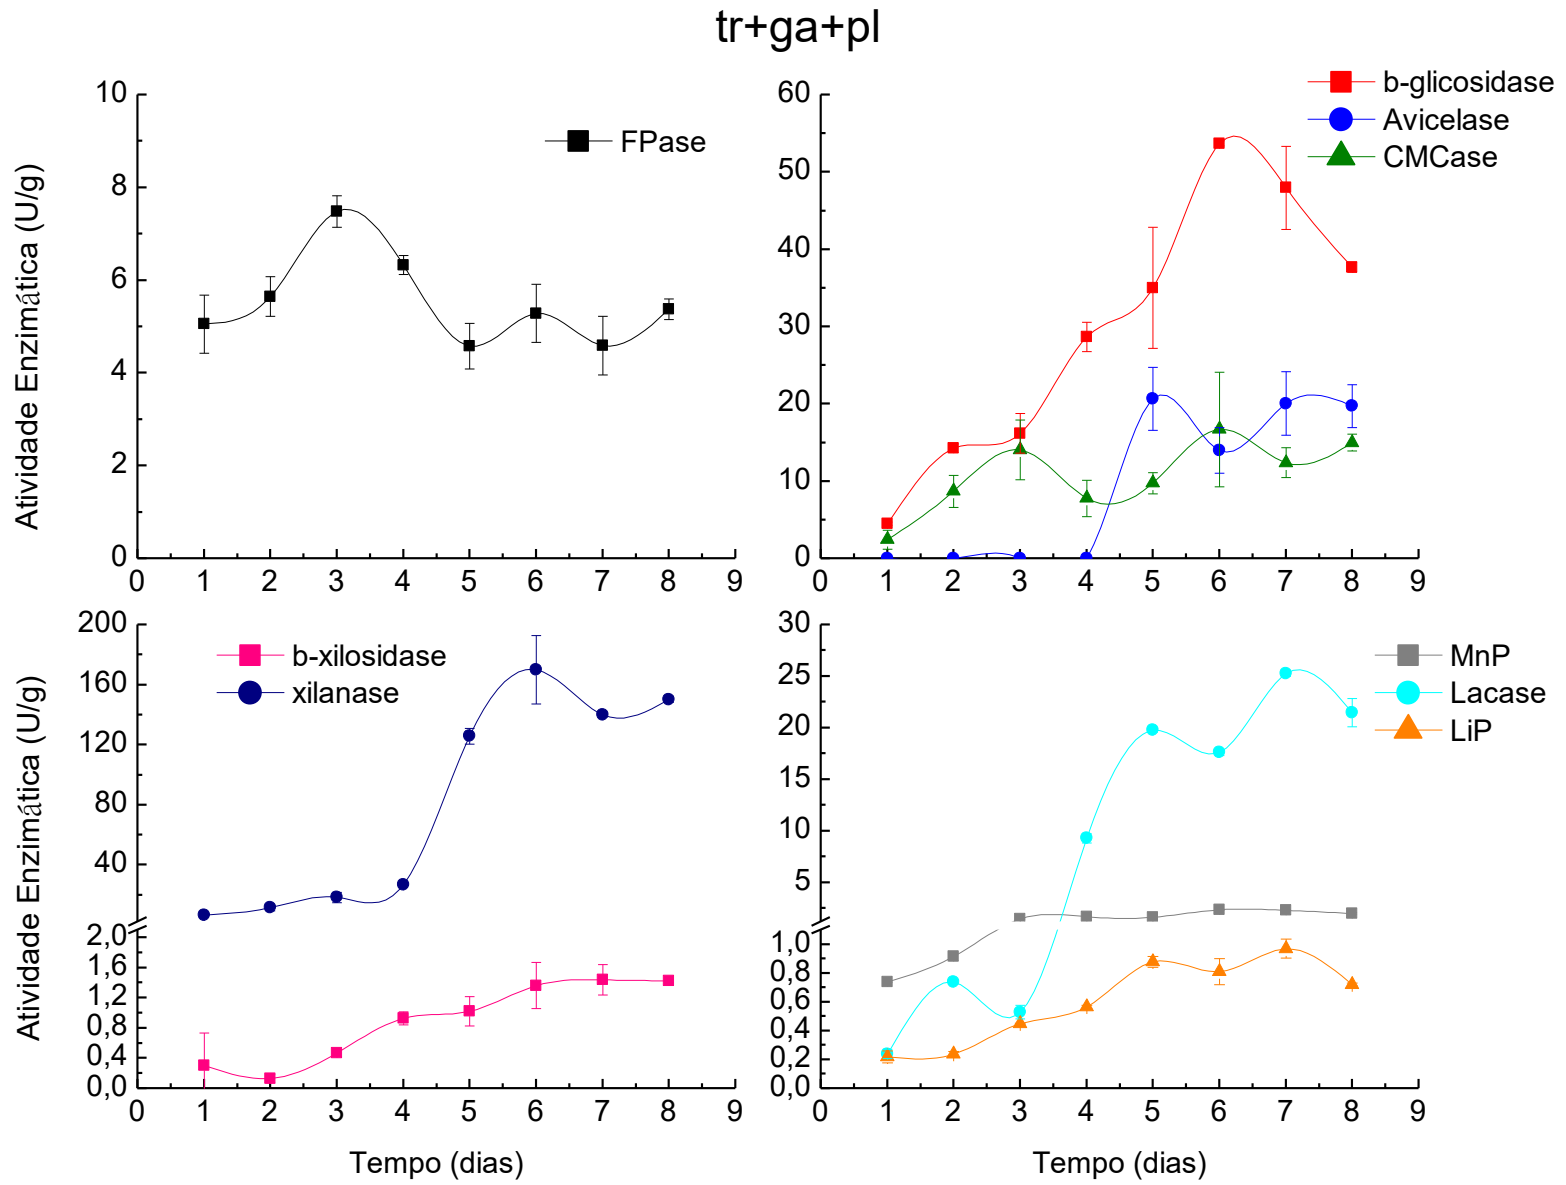 tr+ga+pl
Atividade Enzimática (U/g)
10
8
6
4
2
0
FPase
0 1 2 3 4 5 6 7 8 9
60
50
40
30
20
10
0
b-glicosidase
Avicelase
CMCase
0 1 2 3 4 5 6 7 8 9
Atividade Enzimática (U/g)
200
160
120
80
40
2,0
1,6
1,2
0,8
0,4
0,0
b-xilosidase
xilanase
0 1 2 3 4 5 6 7 8 9
Tempo (dias)
30
25
20
15
10
5
1,0
0,8
0,6
0,4
0,2
0,0
MnP
Lacase
LiP
0 1 2 3 4 5 6 7 8 9
Tempo (dias)